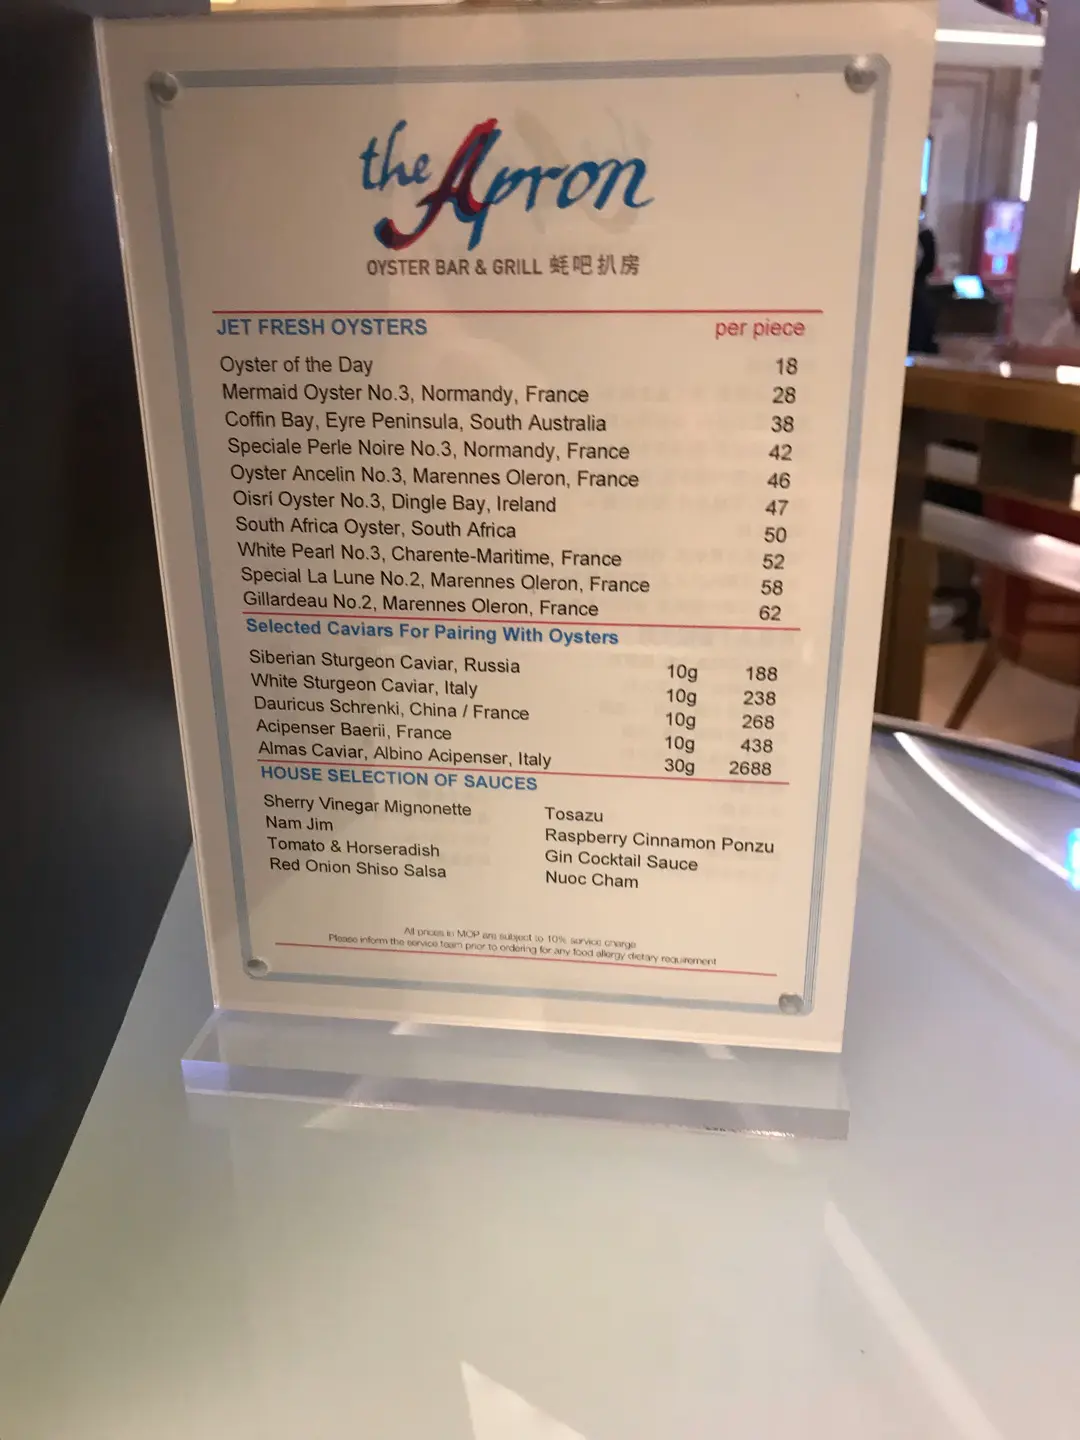 the Apron
OYSTER BAR & GRILL 蚝吧扒房
JET FRESH OYSTERS per piece
Oyster of the Day 18
Mermaid Oyster No.3, Normandy, France 28
Coffin Bay, Eyre Peninsula, South Australia 38
Speciale Perle Noire No.3, Normandy, France 42
Oyster Ancelin No.3, Marennes Oleron, France 46
Oisrí Oyster No.3, Dingle Bay, Ireland 47
South Africa Oyster, South Africa 50
White Pearl No.3, Charente-Maritime, France 52
Special La Lune No.2, Marennes Oleron, France 58
Gillardeau No.2, Marennes Oleron, France 62
Selected Caviars For Pairing With Oysters
Siberian Sturgeon Caviar, Russia 10g 188
White Sturgeon Caviar, Italy 10g 238
Dauricus Schrenki, China / France 10g 268
Acipenser Baerii, France 10g 438
Almas Caviar, Albino Acipenser, Italy 30g 2688
HOUSE SELECTION OF SAUCES
Sherry Vinegar Mignonette Tosazu
Nam Jim Raspberry Cinnamon Ponzu
Tomato & Horseradish Gin Cocktail Sauce
Red Onion Shiso Salsa Nuoc Cham
All prices in MOP are subject to 10% service charge
Please inform the service team prior to ordering for any food allergy dietary requirement